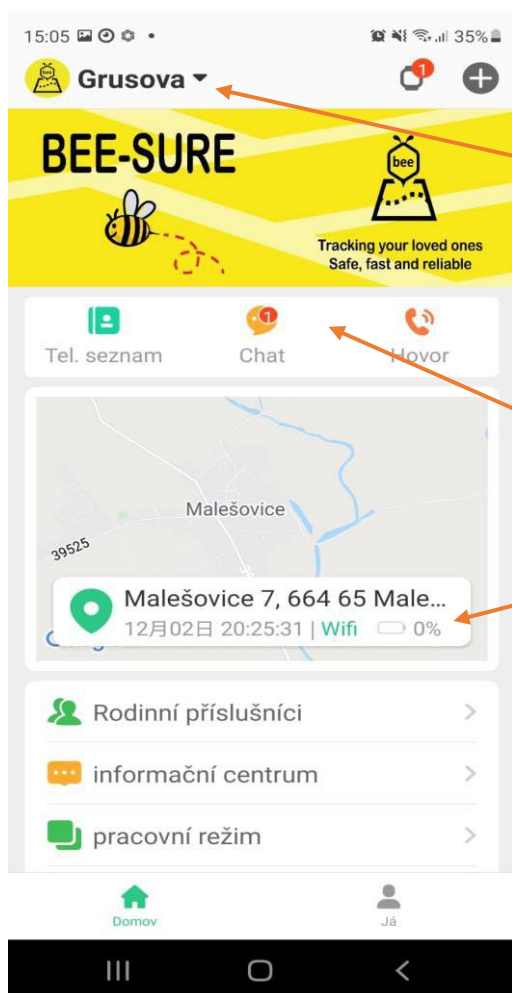 15:05
35%
Grusova
1
BEE-SURE
bee
Tracking your loved ones
Safe, fast and reliable
1
Tel. seznam
Chat
Hovor
Malešovice
39525
Malešovice 7, 664 65 Male...
12月02日 20:25:31 | Wifi 0%
Rodinní příslušníci
informační centrum
pracovní režim
Domov
Já